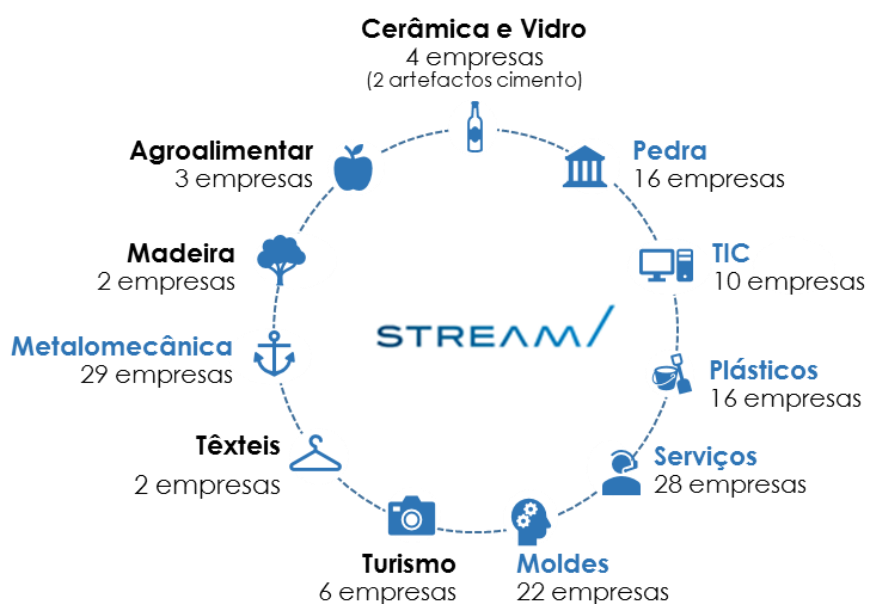 Cerâmica e Vidro
4 empresas
(2 artefactos cimento)
Pedra
16 empresas
TIC
10 empresas
Plásticos
16 empresas
Serviços
28 empresas
Moldes
22 empresas
Turismo
6 empresas
Têxteis
2 empresas
Metalomecânica
29 empresas
Madeira
2 empresas
Agroalimentar
3 empresas
STREAM